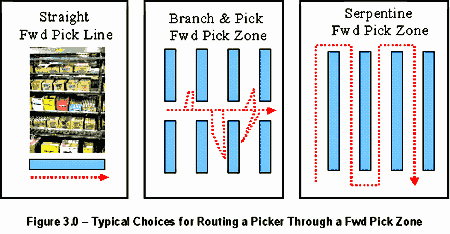 Straight
Fwd Pick Line
Branch & Pick
Fwd Pick Zone
Serpentine
Fwd Pick Zone
Figure 3.0 – Typical Choices for Routing a Picker Through a Fwd Pick Zone